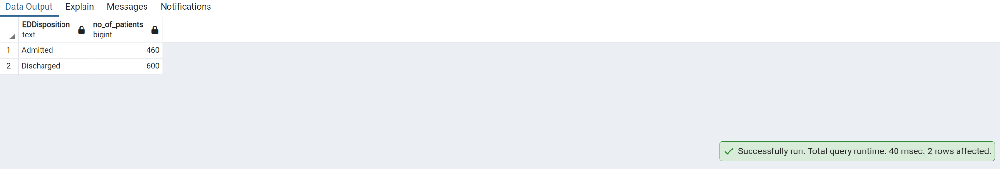 Data Output Explain Messages Notifications
EDDisposition no_of_patients
text bigint
1 Admitted 460
2 Discharged 600
Successfully run. Total query runtime: 40 msec. 2 rows affected.